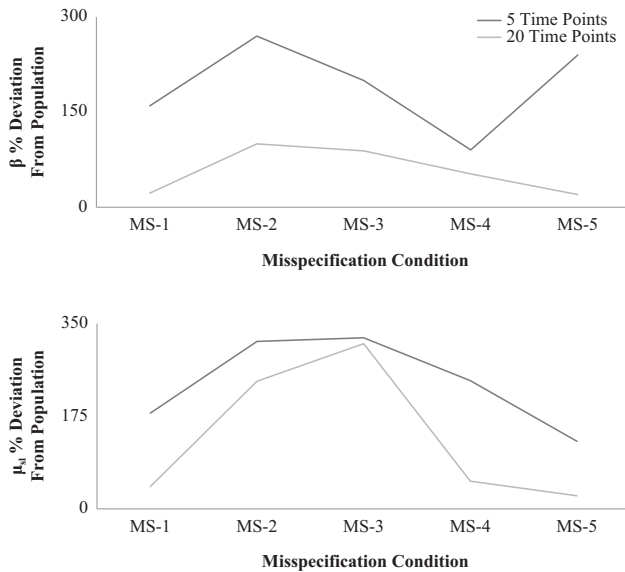 300
150
0
β % Deviation
From Population
5 Time Points
20 Time Points
MS-1 MS-2 MS-3 MS-4 MS-5
Misspecification Condition
350
175
0
μsl % Deviation
From Population
MS-1 MS-2 MS-3 MS-4 MS-5
Misspecification Condition